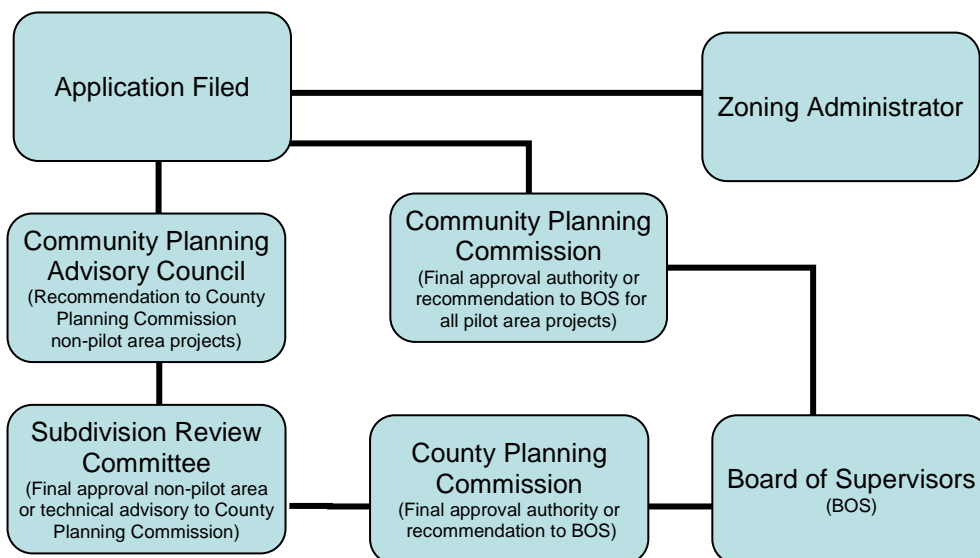 Application Filed
Zoning Administrator
Community Planning
Advisory Council
(Recommendation to County
Planning Commission
non-pilot area projects)
Community Planning
Commission
(Final approval authority or
recommendation to BOS for
all pilot area projects)
Subdivision Review
Committee
(Final approval non-pilot area
or technical advisory to County
Planning Commission)
County Planning
Commission
(Final approval authority or
recommendation to BOS)
Board of Supervisors
(BOS)